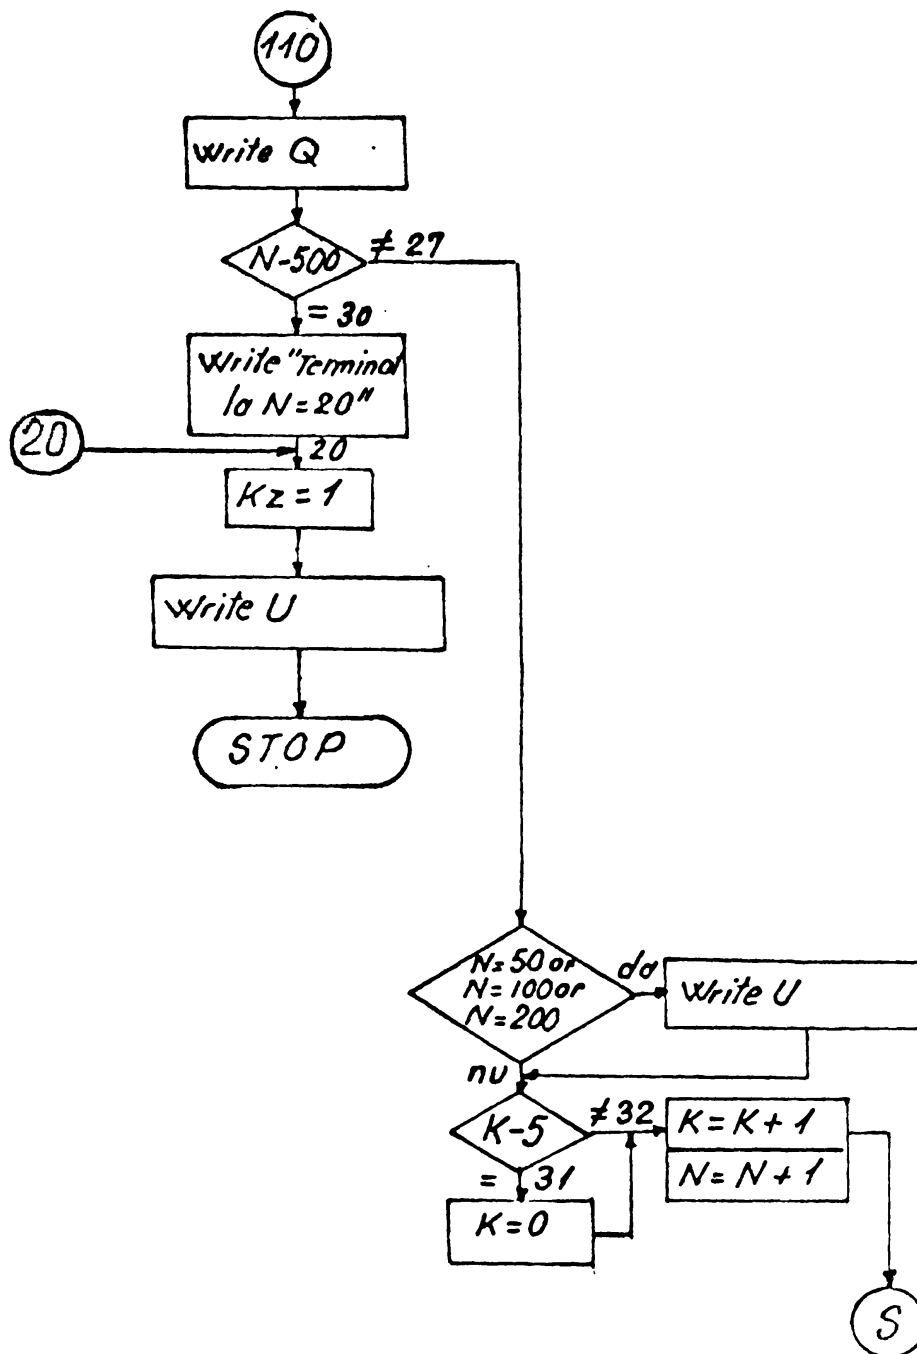 110
Write Q
N-500
≠ 27
= 30
Write "Terminat
la N=20"
20
20
Kz = 1
Write U
STOP
N=50 or
N=100 or
N=200
da
Write U
nu
K-5
≠32
K=K+1
N=N+1
= 31
K=0
S